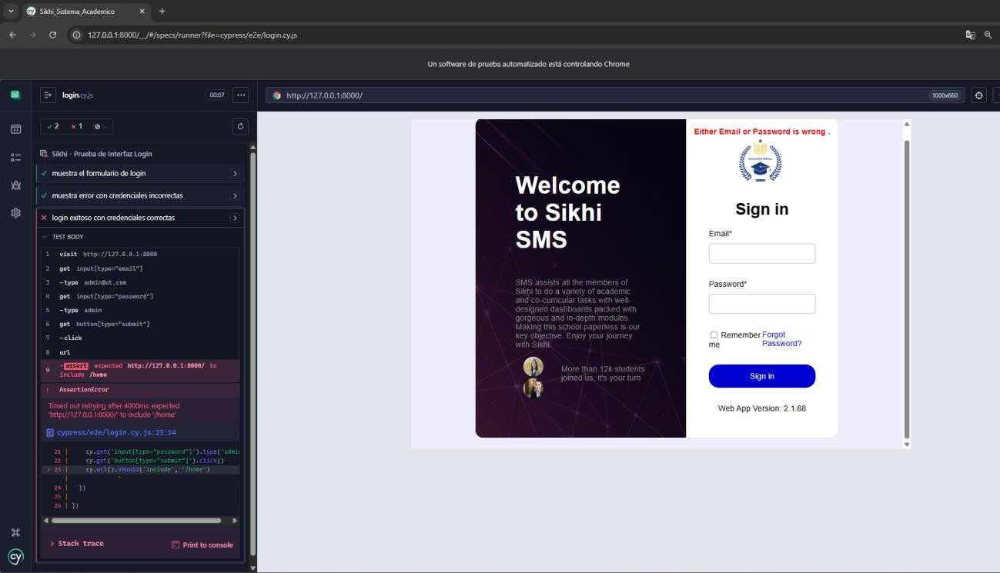 Sikhi_Sistema_Academico
127.0.0.1:8000/__/#/specs/runner?file=cypress/e2e/login.cy.js
Un software de prueba automatizado está controlando Chrome
login.cy.js
00:07
2 1 --
Sikhi - Prueba de Interfaz Login
muestra el formulario de login
muestra error con credenciales incorrectas
login exitoso con credenciales correctas
TEST BODY
1 visit http://127.0.0.1:8000
2 get input[type="email"]
3 -type admin@ut.com
4 get input[type="password"]
5 -type admin
6 get button[type="submit"]
7 -click
8 url
9 -assert expected http://127.0.0.1:8000/ to
include /home
! AssertionError
Timed out retrying after 4000ms: expected
'http://127.0.0.1:8000/' to include '/home'
cypress/e2e/login.cy.js:23:14
21 | cy.get('input[type="password"]').type('admi
22 | cy.get('button[type="submit"]').click()
> 23 | cy.url().should('include', '/home')
| ^
24 | })
25 |
26 | })
Stack trace
Print to console
cy
http://127.0.0.1:8000/
1000x660
Welcome
to Sikhi
SMS
SMS assists all the members of
Sikhi to do a variety of academic
and co-curricular tasks with well-
designed dashboards packed with
gorgeous and in-depth modules.
Making this school paperless is our
key objective. Enjoy your journey
with Sikhi.
More than 12k students
joined us, it's your turn
Either Email or Password is wrong .
EDUCATION FOR ALL
Sign in
Email*
Password*
Remember me
Forgot
Password?
Sign in
Web App Version: 2.1.88